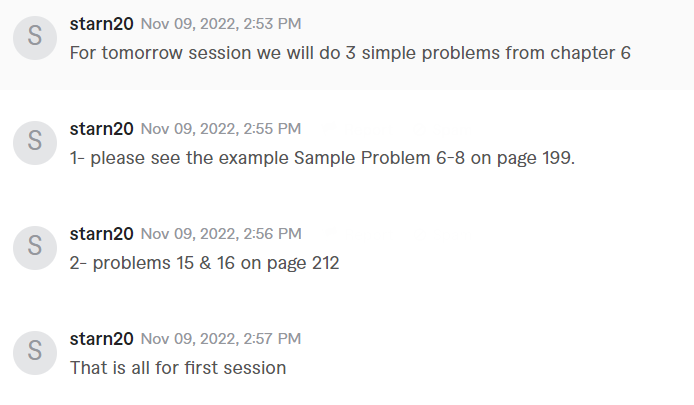 S
starn20 Nov 09, 2022, 2:53 PM
For tomorrow session we will do 3 simple problems from chapter 6
S
starn20 Nov 09, 2022, 2:55 PM
1- please see the example Sample Problem 6-8 on page 199.
S
starn20 Nov 09, 2022, 2:56 PM
2- problems 15 & 16 on page 212
S
starn20 Nov 09, 2022, 2:57 PM
That is all for first session